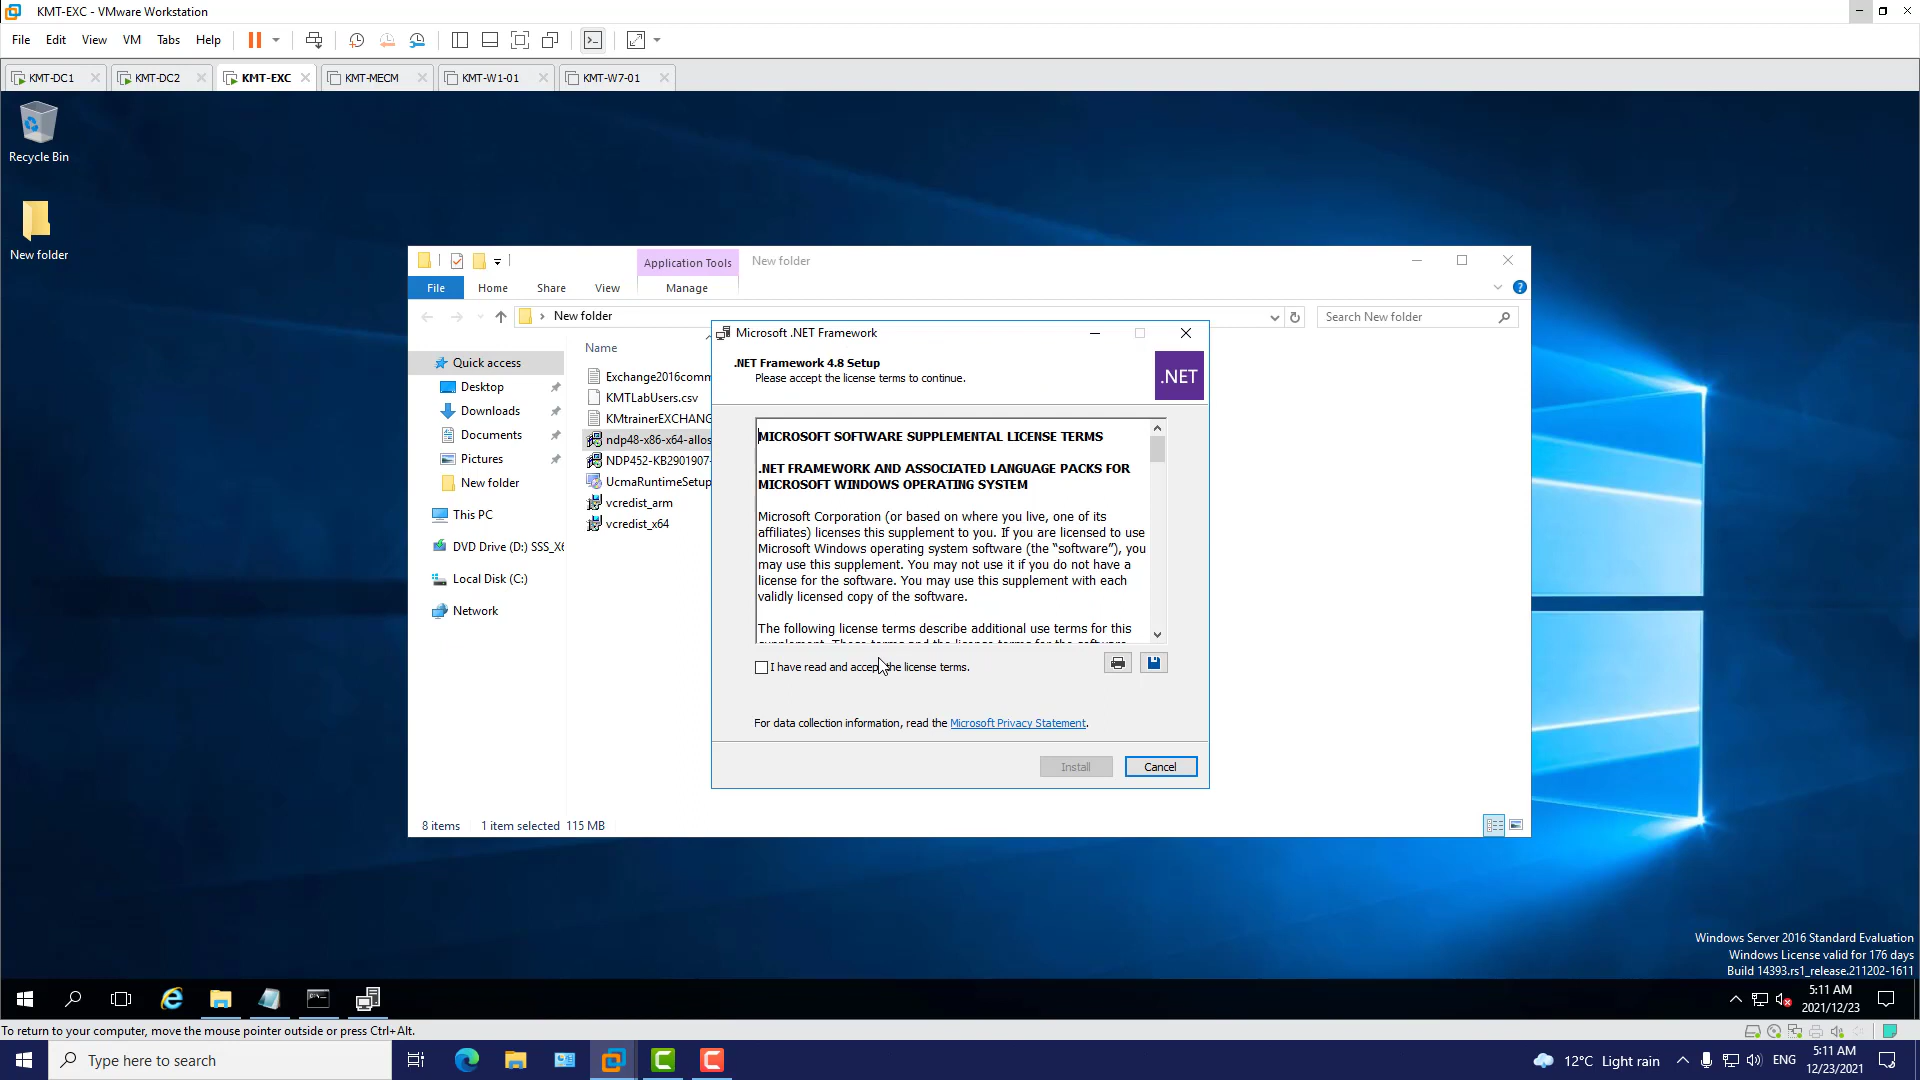 KMT-EXC - VMware Workstation
File Edit View VM Tabs Help
KMT-DC1 KMT-DC2 KMT-EXC KMT-MECM KMT-W1-01 KMT-W7-01
Recycle Bin
New folder
Application Tools New folder
File Home Share View Manage
New folder
Search New folder
Quick access
Desktop
Downloads
Documents
Pictures
New folder
This PC
DVD Drive (D:) SSS_X6
Local Disk (C:)
Network
Name
Exchange2016comm
KMTLabUsers.csv
KMtrainerEXCHANG
ndp48-x86-x64-allos
NDP452-KB2901907-
UcmaRuntimeSetup
vcredist_arm
vcredist_x64
8 items 1 item selected 115 MB
Microsoft .NET Framework
.NET Framework 4.8 Setup
Please accept the license terms to continue.
.NET
MICROSOFT SOFTWARE SUPPLEMENTAL LICENSE TERMS
.NET FRAMEWORK AND ASSOCIATED LANGUAGE PACKS FOR
MICROSOFT WINDOWS OPERATING SYSTEM
Microsoft Corporation (or based on where you live, one of its
affiliates) licenses this supplement to you. If you are licensed to use
Microsoft Windows operating system software (the “software”), you
may use this supplement. You may not use it if you do not have a
license for the software. You may use this supplement with each
validly licensed copy of the software.
The following license terms describe additional use terms for this
supplement. These terms and the license terms for the software
I have read and accept the license terms.
For data collection information, read the Microsoft Privacy Statement.
Install Cancel
Windows Server 2016 Standard Evaluation
Windows License valid for 176 days
Build 14393.rs1_release.211202-1611
5:11 AM
2021/12/23
To return to your computer, move the mouse pointer outside or press Ctrl+Alt.
Type here to search
12°C Light rain
ENG
5:11 AM
12/23/2021